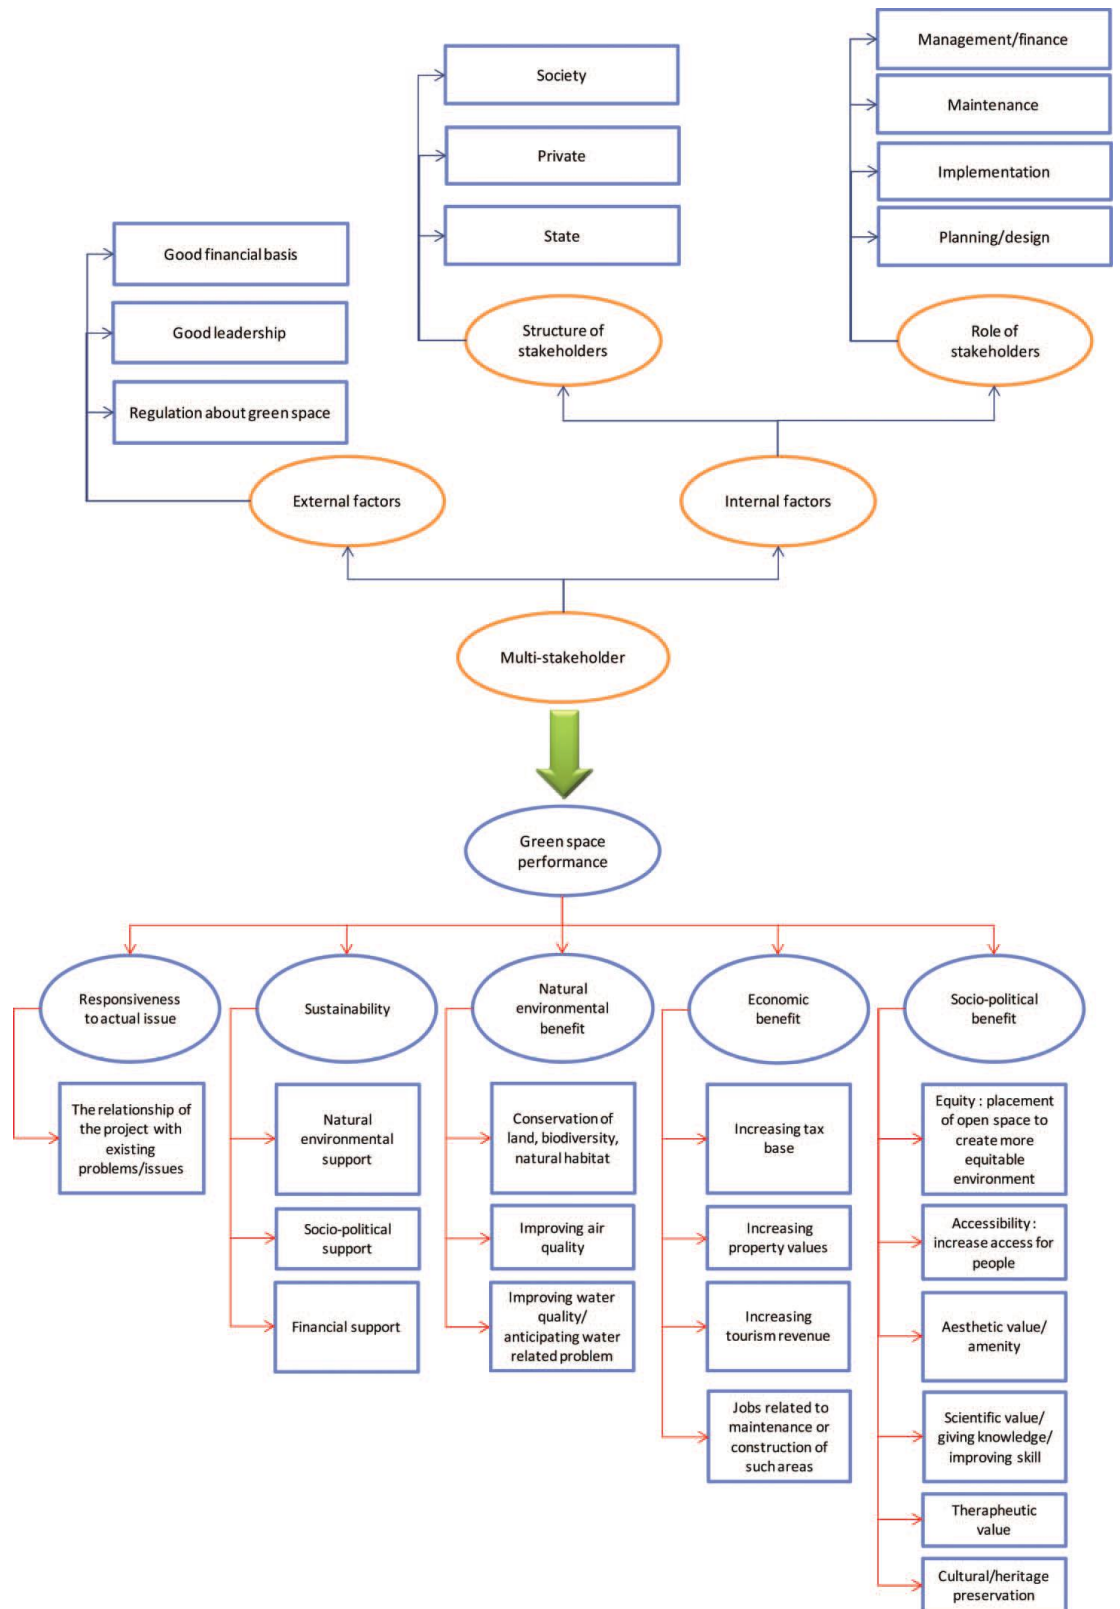 Management/finance
Society
Maintenance
Private
Implementation
State
Planning/design
Good financial basis
Good leadership
Structure of
stakeholders
Role of
stakeholders
Regulation about green space
External factors
Internal factors
Multi-stakeholder
Green space
performance
Responsiveness
to actual issue
Sustainability
Natural
environmental
benefit
Economic
benefit
Socio-political
benefit
The relationship of
the project with
existing
problems/issues
Natural
environmental
support
Socio-political
support
Financial support
Conservation of
land, biodiversity,
natural habitat
Improving air
quality
Improving water
quality/
anticipating water
related problem
Increasing tax
base
Increasing
property values
Increasing
tourism revenue
Jobs related to
maintenance or
construction of
such areas
Equity : placement
of open space to
create more
equitable
environment
Accessibility :
increase access for
people
Aesthetic value/
amenity
Scientific value/
giving knowledge/
improving skill
Therapheutic
value
Cultural/heritage
preservation